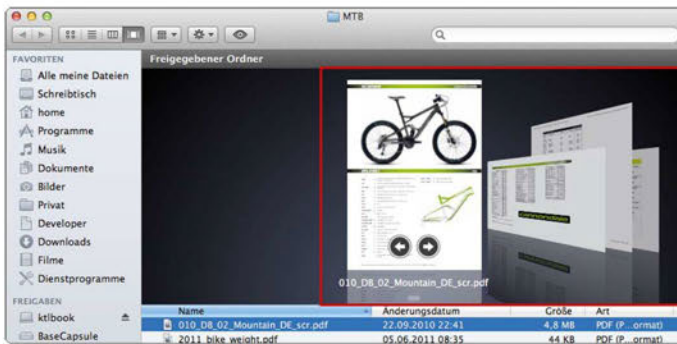 MTB
FAVORITEN
Alle meine Dateien
Schreibtisch
home
Programme
Musik
Dokumente
Bilder
Privat
Developer
Downloads
Filme
Dienstprogramme
FREIGABEN
ktlbook
BaseCapsule
Freigegebener Ordner
cannondale
010_D8_02_Mountain_DE_scr.pdf
Name Änderungsdatum Größe Art
010_D8_02_Mountain_DE_scr.pdf 22.09.2010 22:41 4,8 MB PDF (P...ormat)
2011_bike_weight.pdf 05.06.2011 08:35 44 KB PDF (P...ormat)